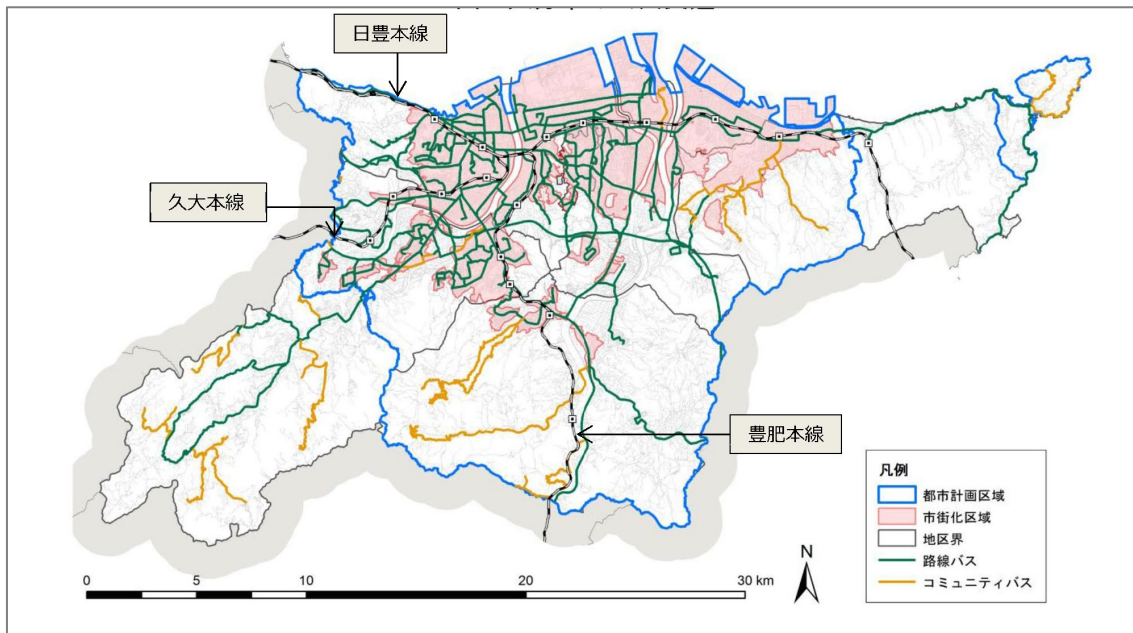 日豊本線
久大本線
豊肥本線
凡例
都市計画区域
市街化区域
地区界
路線バス
コミュニティバス
N
0 5 10 20 30 km